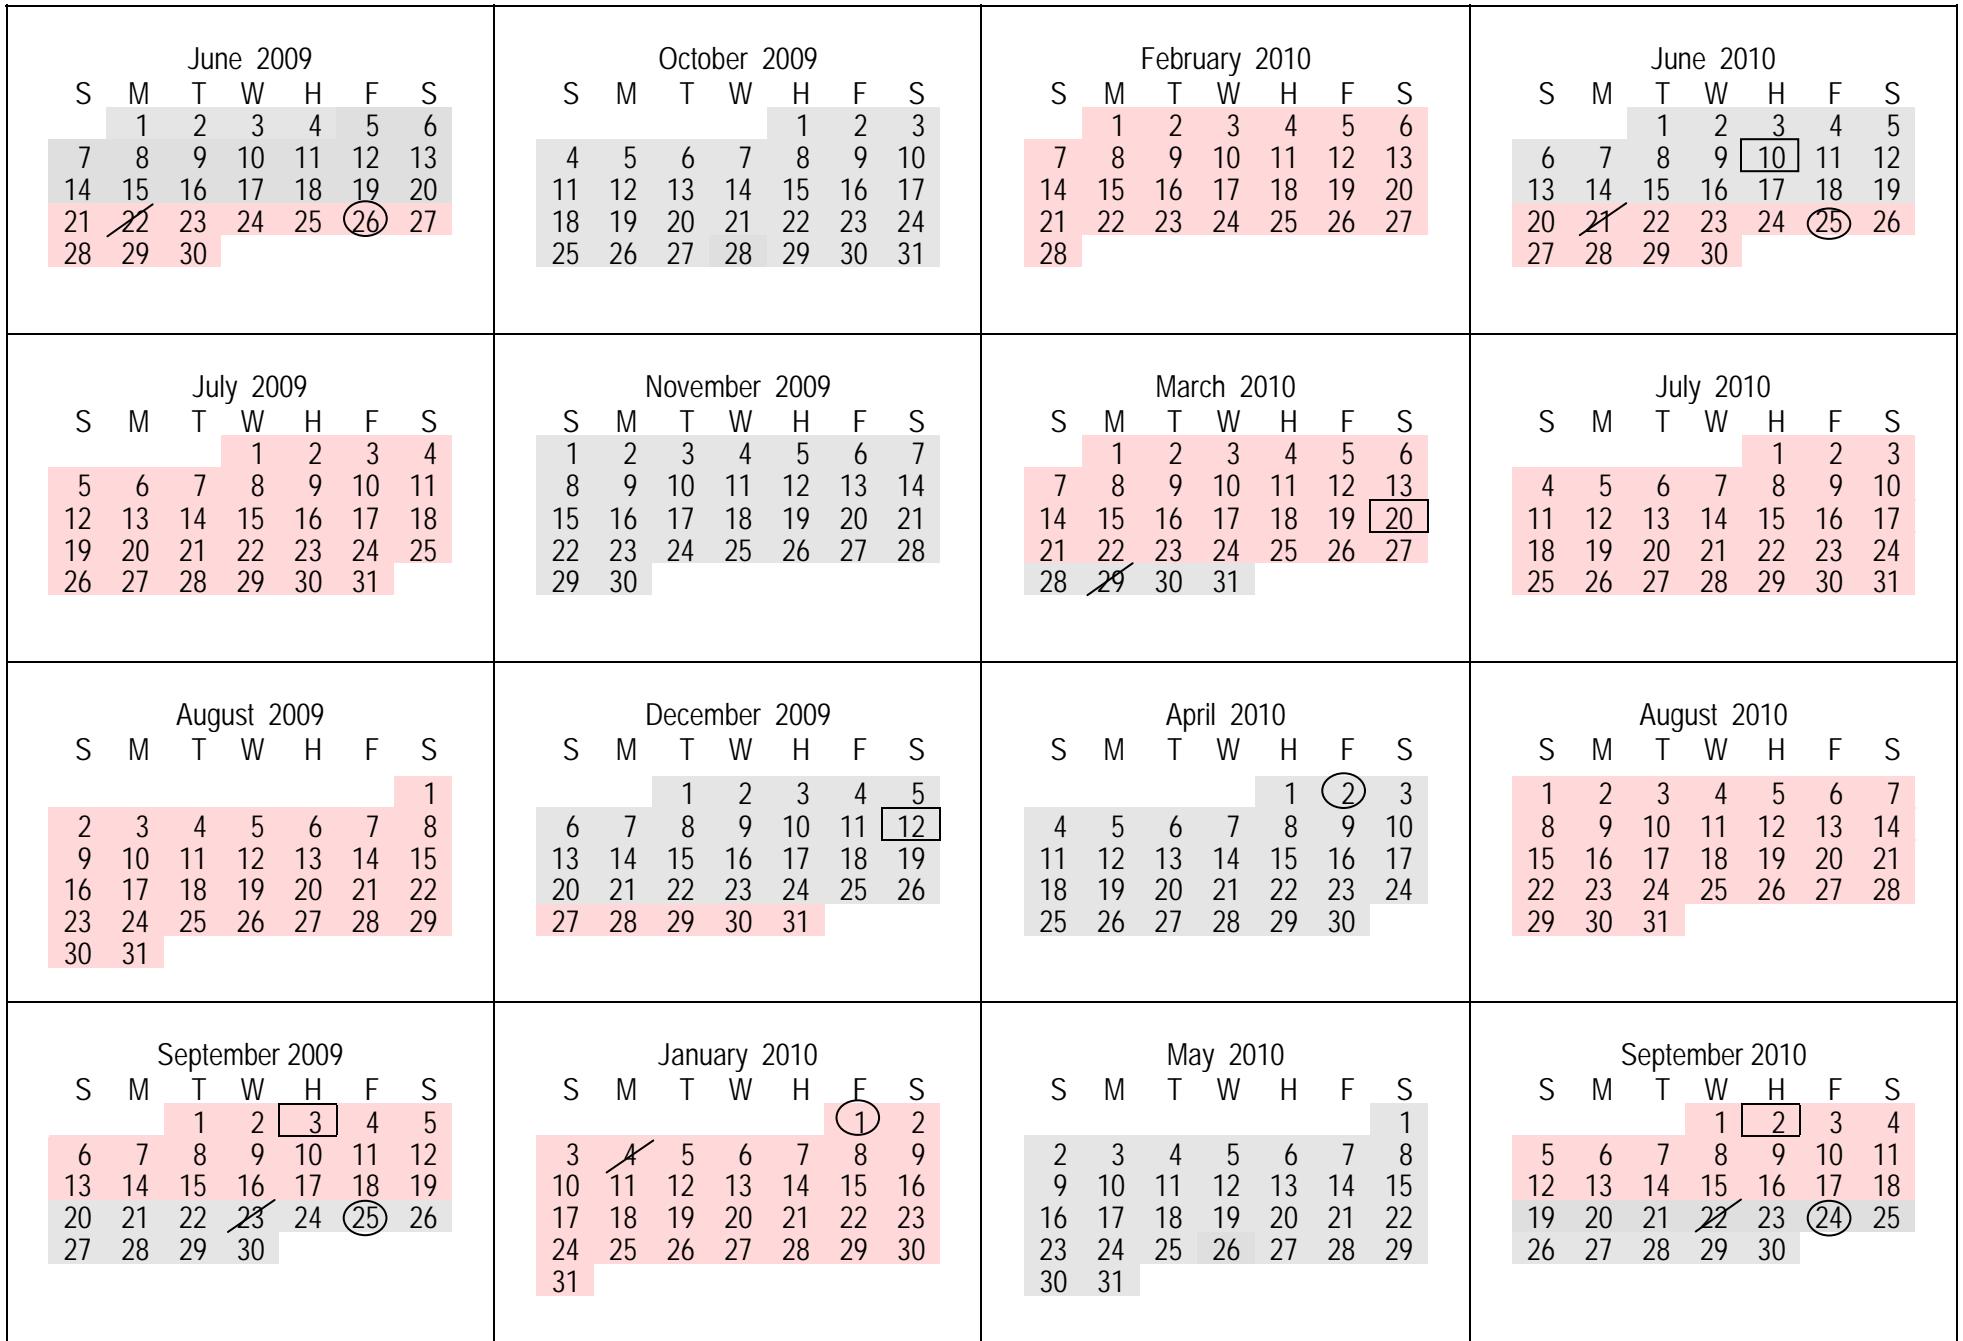 June 2009
S M T W H F S
1 2 3 4 5 6
7 8 9 10 11 12 13
14 15 16 17 18 19 20
21 22 23 24 25 26 27
28 29 30
October 2009
S M T W H F S
1 2 3
4 5 6 7 8 9 10
11 12 13 14 15 16 17
18 19 20 21 22 23 24
25 26 27 28 29 30 31
February 2010
S M T W H F S
1 2 3 4 5 6
7 8 9 10 11 12 13
14 15 16 17 18 19 20
21 22 23 24 25 26 27
28
June 2010
S M T W H F S
1 2 3 4 5
6 7 8 9 10 11 12
13 14 15 16 17 18 19
20 21 22 23 24 25 26
27 28 29 30
July 2009
S M T W H F S
1 2 3 4
5 6 7 8 9 10 11
12 13 14 15 16 17 18
19 20 21 22 23 24 25
26 27 28 29 30 31
November 2009
S M T W H F S
1 2 3 4 5 6 7
8 9 10 11 12 13 14
15 16 17 18 19 20 21
22 23 24 25 26 27 28
29 30
March 2010
S M T W H F S
1 2 3 4 5 6
7 8 9 10 11 12 13
14 15 16 17 18 19 20
21 22 23 24 25 26 27
28 29 30 31
July 2010
S M T W H F S
1 2 3
4 5 6 7 8 9 10
11 12 13 14 15 16 17
18 19 20 21 22 23 24
25 26 27 28 29 30 31
August 2009
S M T W H F S
1
2 3 4 5 6 7 8
9 10 11 12 13 14 15
16 17 18 19 20 21 22
23 24 25 26 27 28 29
30 31
December 2009
S M T W H F S
1 2 3 4 5
6 7 8 9 10 11 12
13 14 15 16 17 18 19
20 21 22 23 24 25 26
27 28 29 30 31
April 2010
S M T W H F S
1 2 3
4 5 6 7 8 9 10
11 12 13 14 15 16 17
18 19 20 21 22 23 24
25 26 27 28 29 30
August 2010
S M T W H F S
1 2 3 4 5 6 7
8 9 10 11 12 13 14
15 16 17 18 19 20 21
22 23 24 25 26 27 28
29 30 31
September 2009
S M T W H F S
1 2 3 4 5
6 7 8 9 10 11 12
13 14 15 16 17 18 19
20 21 22 23 24 25 26
27 28 29 30
January 2010
S M T W H F S
1 2
3 4 5 6 7 8 9
10 11 12 13 14 15 16
17 18 19 20 21 22 23
24 25 26 27 28 29 30
31
May 2010
S M T W H F S
1
2 3 4 5 6 7 8
9 10 11 12 13 14 15
16 17 18 19 20 21 22
23 24 25 26 27 28 29
30 31
September 2010
S M T W H F S
1 2 3 4
5 6 7 8 9 10 11
12 13 14 15 16 17 18
19 20 21 22 23 24 25
26 27 28 29 30